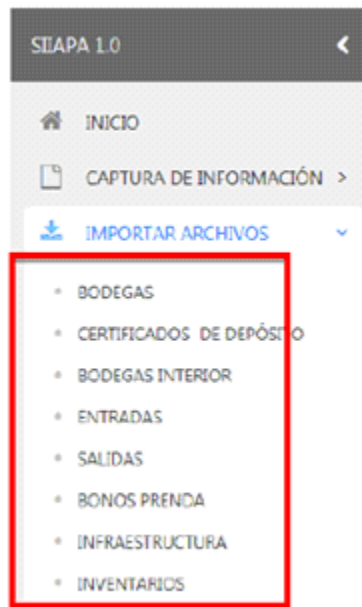 SIIAPA 1.0
INICIO
CAPTURA DE INFORMACIÓN >
IMPORTAR ARCHIVOS
BODEGAS
CERTIFICADOS DE DEPÓSITO
BODEGAS INTERIOR
ENTRADAS
SALIDAS
BONOS PRENDA
INFRAESTRUCTURA
INVENTARIOS